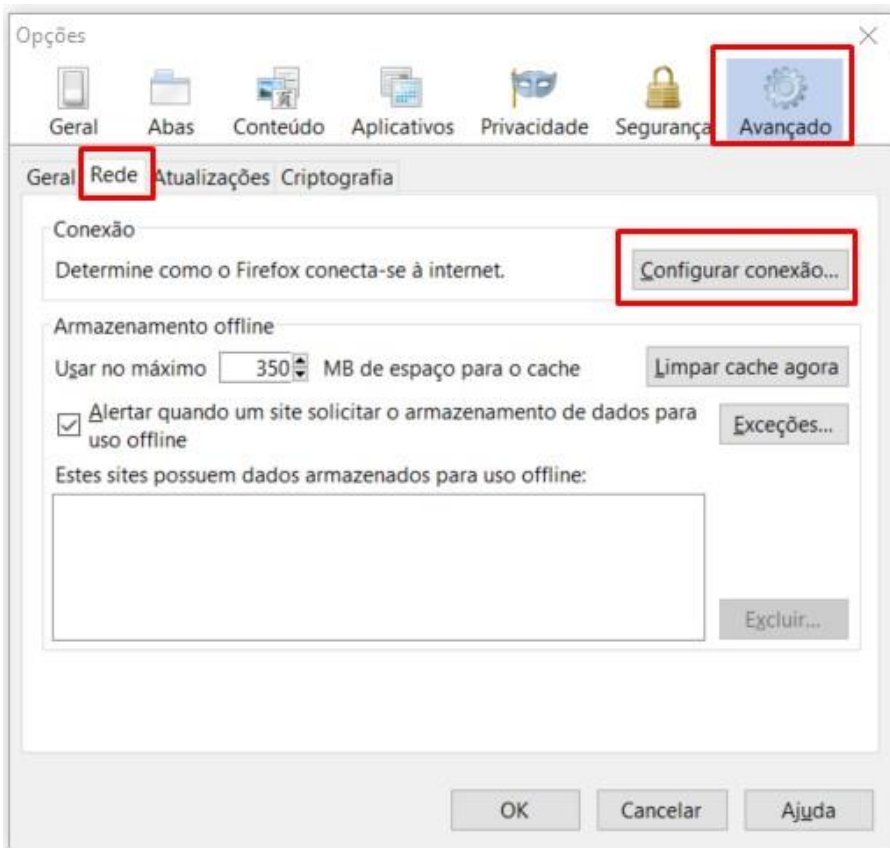 Opções
Geral Abas Conteúdo Aplicativos Privacidade Segurança Avançado
Geral Rede Atualizações Criptografia
Conexão
Determine como o Firefox conecta-se à internet. Configurar conexão...
Armazenamento offline
Usar no máximo 350 MB de espaço para o cache Limpar cache agora
Alertar quando um site solicitar o armazenamento de dados para
uso offline
Exceções...
Estes sites possuem dados armazenados para uso offline:
Excluir...
OK Cancelar Ajuda